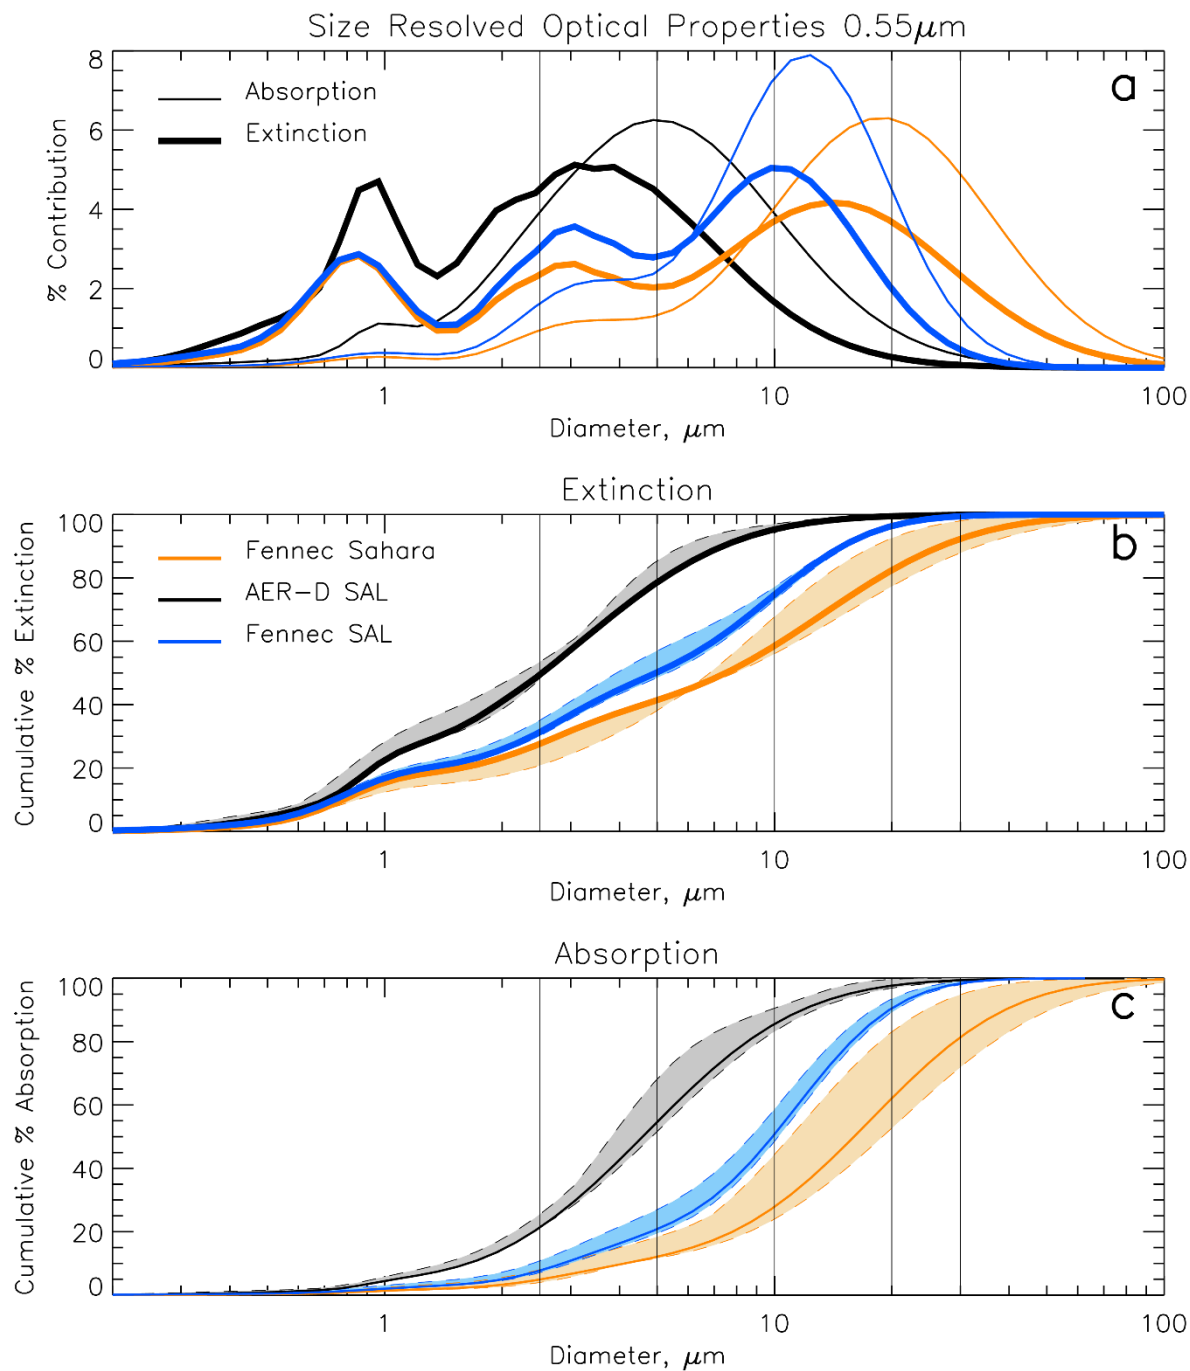 Size Resolved Optical Properties 0.55μm
a
Absorption
Extinction
% Contribution
8
6
4
2
0
1
10
100
Diameter, μm
Extinction
b
Fennec Sahara
AER-D SAL
Fennec SAL
Cumulative % Extinction
100
80
60
40
20
0
1
10
100
Diameter, μm
Absorption
c
Cumulative % Absorption
100
80
60
40
20
0
1
10
100
Diameter, μm